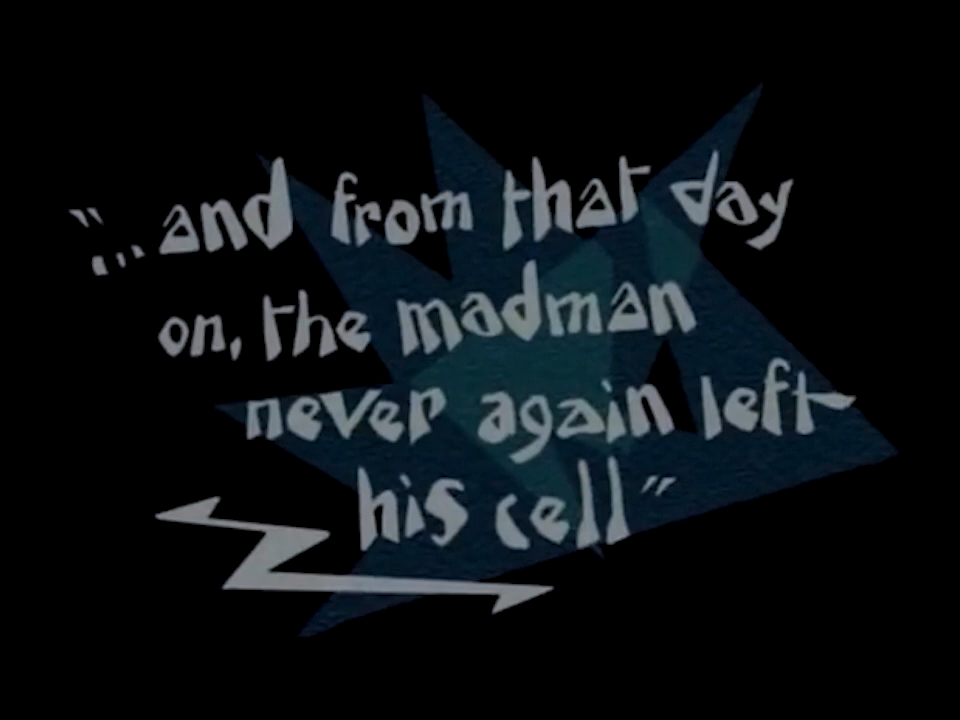 "...and from that day
on, the madman
never again left
his cell"